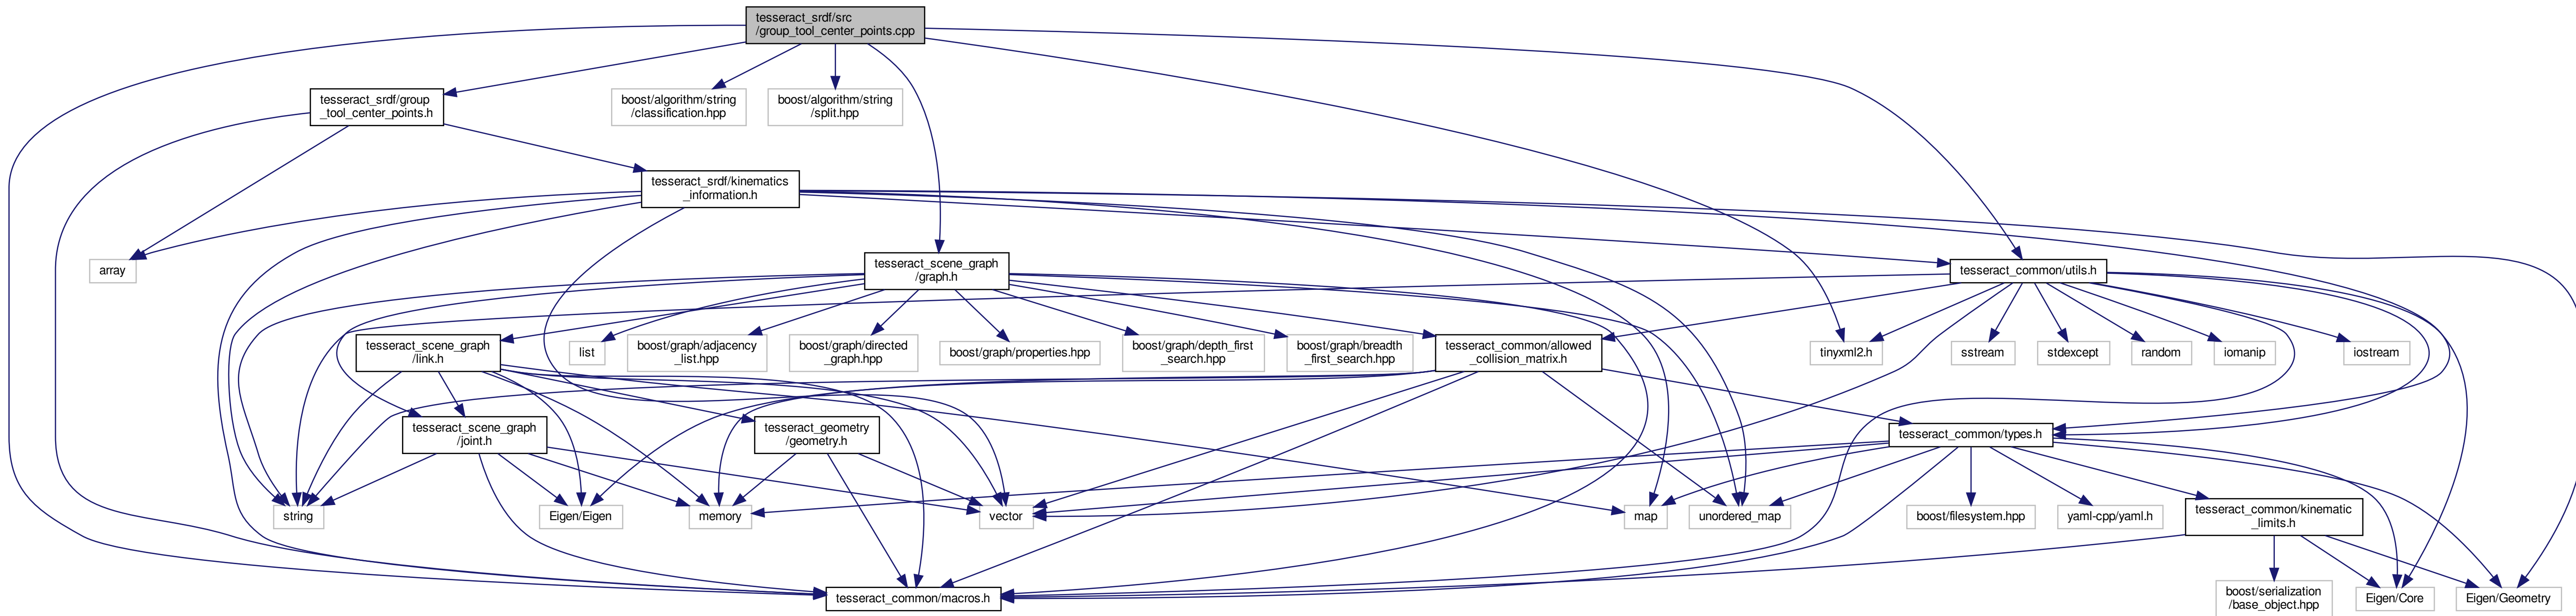 tesseract_srdf/src
/group_tool_center_points.cpp
tesseract_srdf/group
_tool_center_points.h
boost/algorithm/string
/classification.hpp
boost/algorithm/string
/split.hpp
tesseract_srdf/kinematics
_information.h
array
tesseract_scene_graph
/graph.h
tesseract_common/utils.h
tesseract_scene_graph
/link.h
list
boost/graph/adjacency
_list.hpp
boost/graph/directed
_graph.hpp
boost/graph/properties.hpp
boost/graph/depth_first
_search.hpp
boost/graph/breadth
_first_search.hpp
tesseract_common/allowed
_collision_matrix.h
tinyxml2.h
sstream
stdexcept
random
iomanip
iostream
tesseract_scene_graph
/joint.h
tesseract_geometry
/geometry.h
tesseract_common/types.h
string
Eigen/Eigen
memory
vector
map
unordered_map
boost/filesystem.hpp
yaml-cpp/yaml.h
tesseract_common/kinematic
_limits.h
tesseract_common/macros.h
boost/serialization
/base_object.hpp
Eigen/Core
Eigen/Geometry